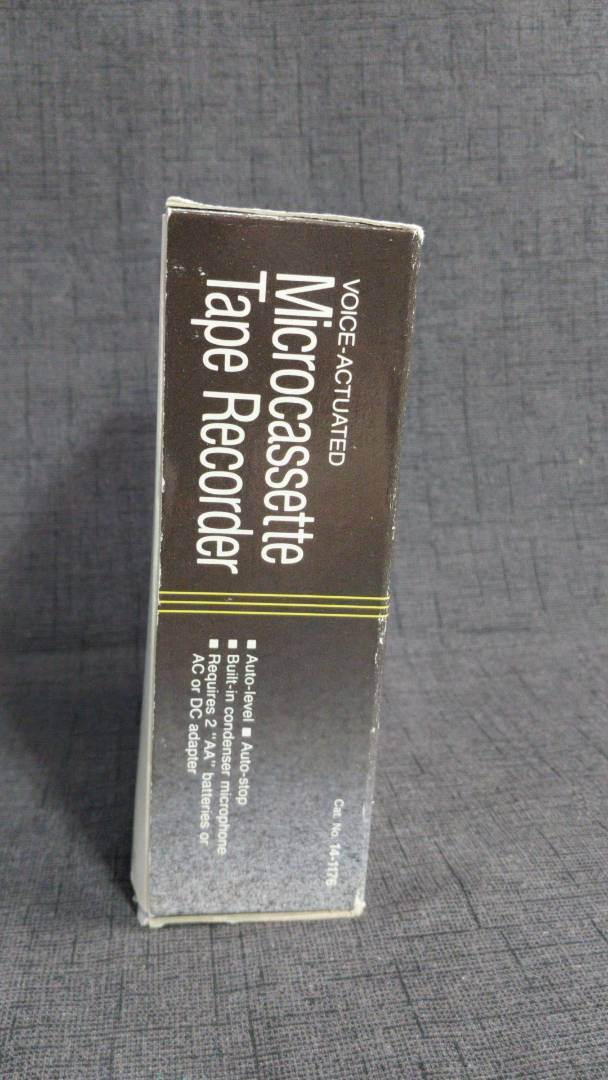 VOICE-ACTUATED
Microcassette
Tape Recorder
■ Auto-level ■ Auto-stop
■ Built-in condenser microphone
■ Requires 2 "AA" batteries or
AC or DC adapter
Cat. No. 14-1176